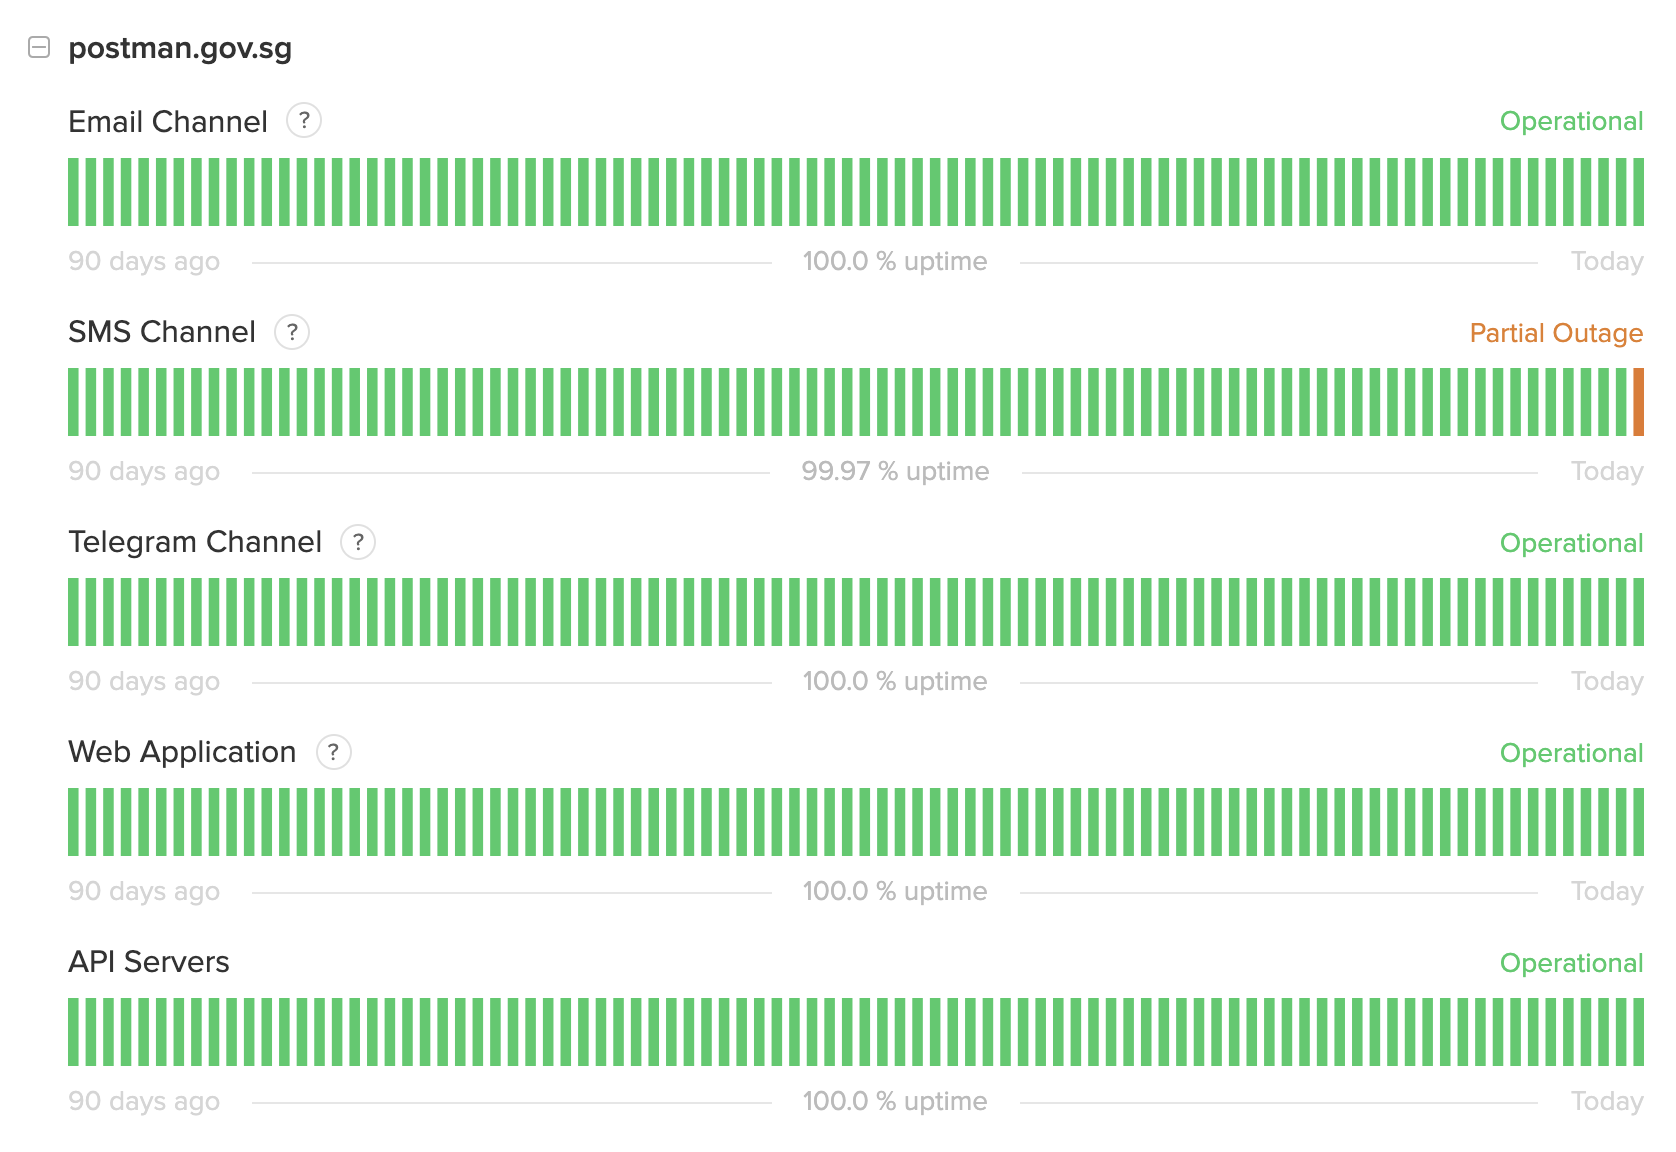 postman.gov.sg
Email Channel ? Operational
90 days ago 100.0 % uptime Today
SMS Channel ? Partial Outage
90 days ago 99.97 % uptime Today
Telegram Channel ? Operational
90 days ago 100.0 % uptime Today
Web Application ? Operational
90 days ago 100.0 % uptime Today
API Servers Operational
90 days ago 100.0 % uptime Today